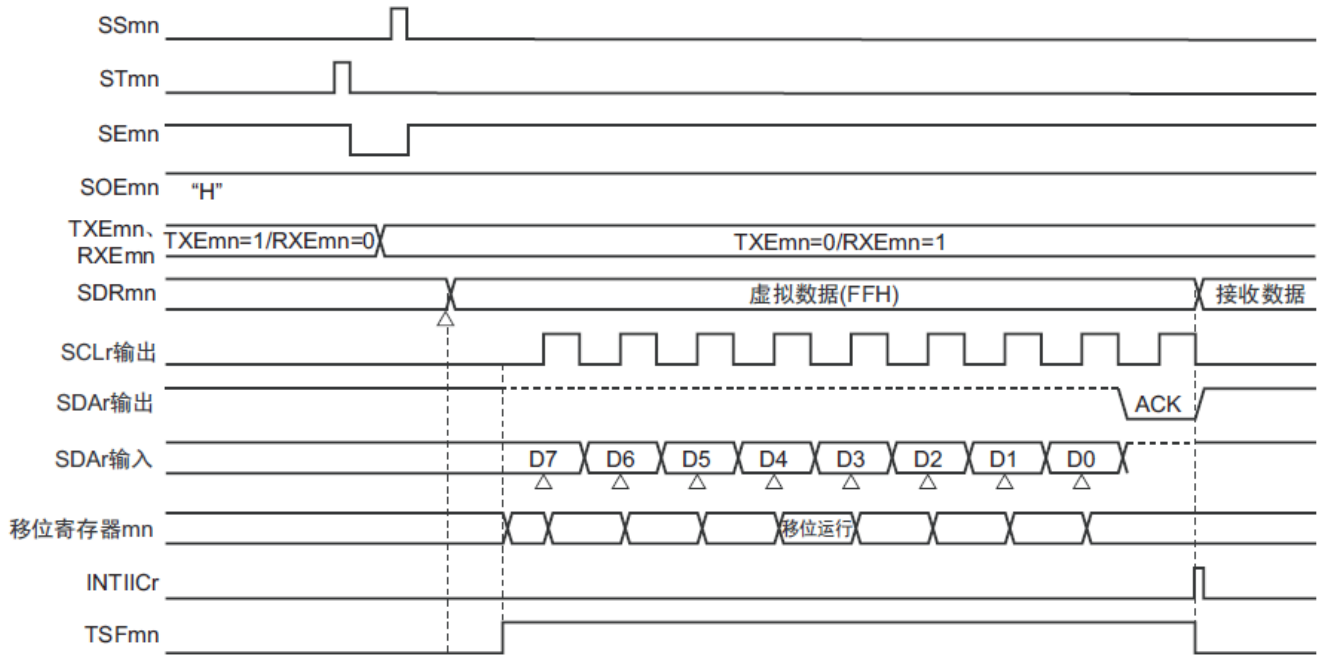 SSmn
STmn
SEmn
SOEmn “H”
TXEmn、
RXEmn
TXEmn=1/RXEmn=0 TXEmn=0/RXEmn=1
SDRmn 虚拟数据(FFH) 接收数据
SCLr输出
SDAr输出 ACK
SDAr输入 D7 D6 D5 D4 D3 D2 D1 D0
移位寄存器mn 移位运行
INTIICr
TSFmn